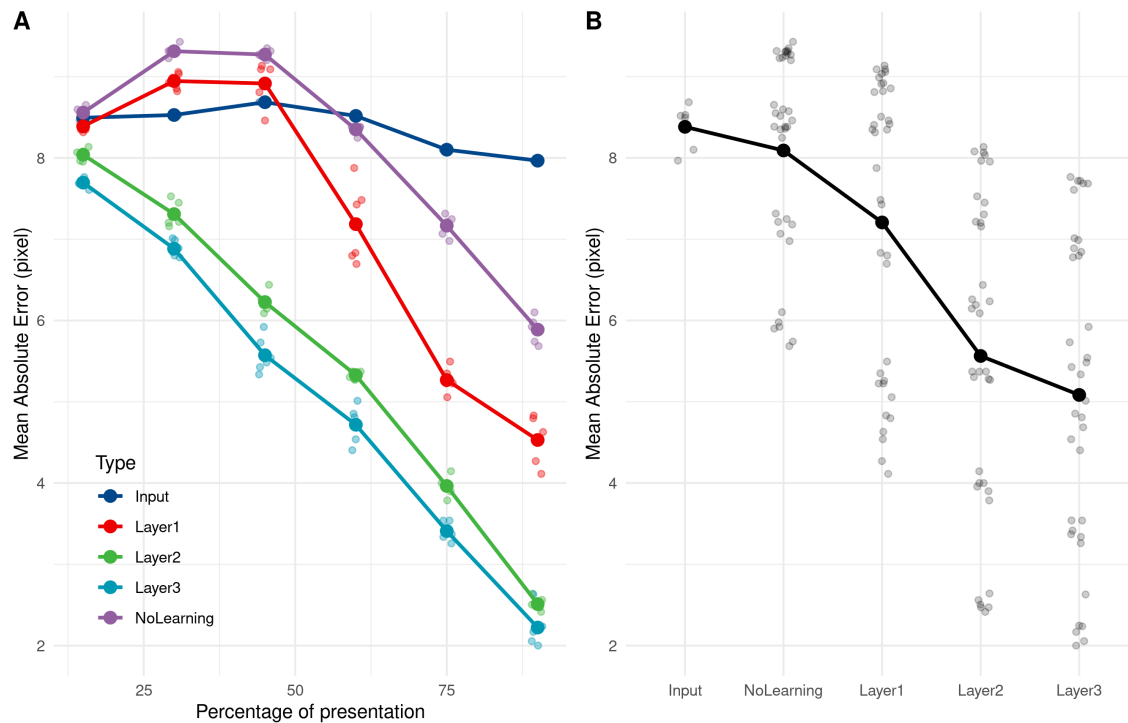 A
B
Mean Absolute Error (pixel)
8
6
4
2
Type
Input
Layer1
Layer2
Layer3
NoLearning
25
50
75
Percentage of presentation
Mean Absolute Error (pixel)
8
6
4
2
Input
NoLearning
Layer1
Layer2
Layer3